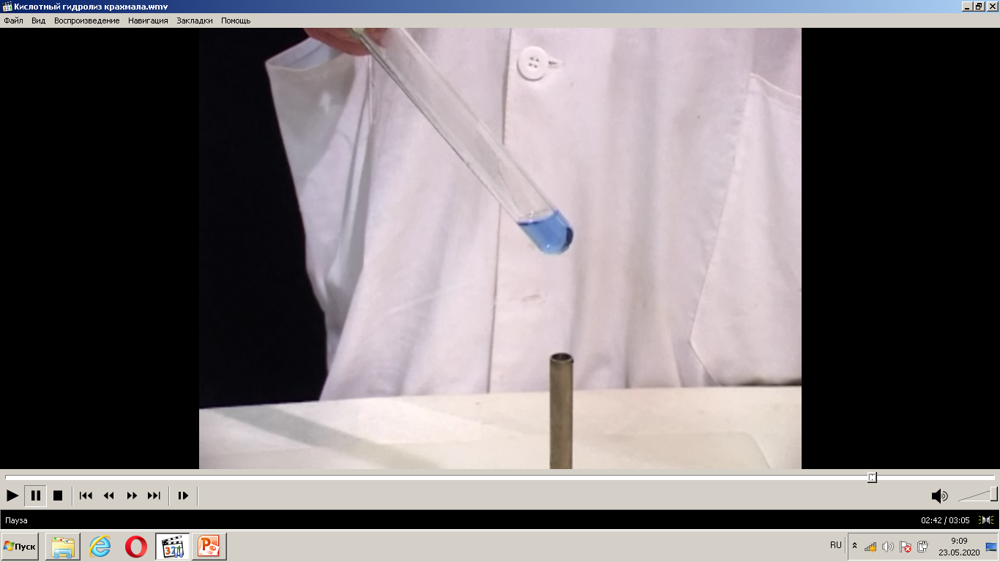 Кислотный гидролиз крахмала.wmv
Файл Вид Воспроизведение Навигация Закладки Помощь
Пауза
02:42 / 03:05
Пуск
321
RU
9:09
23.05.2020